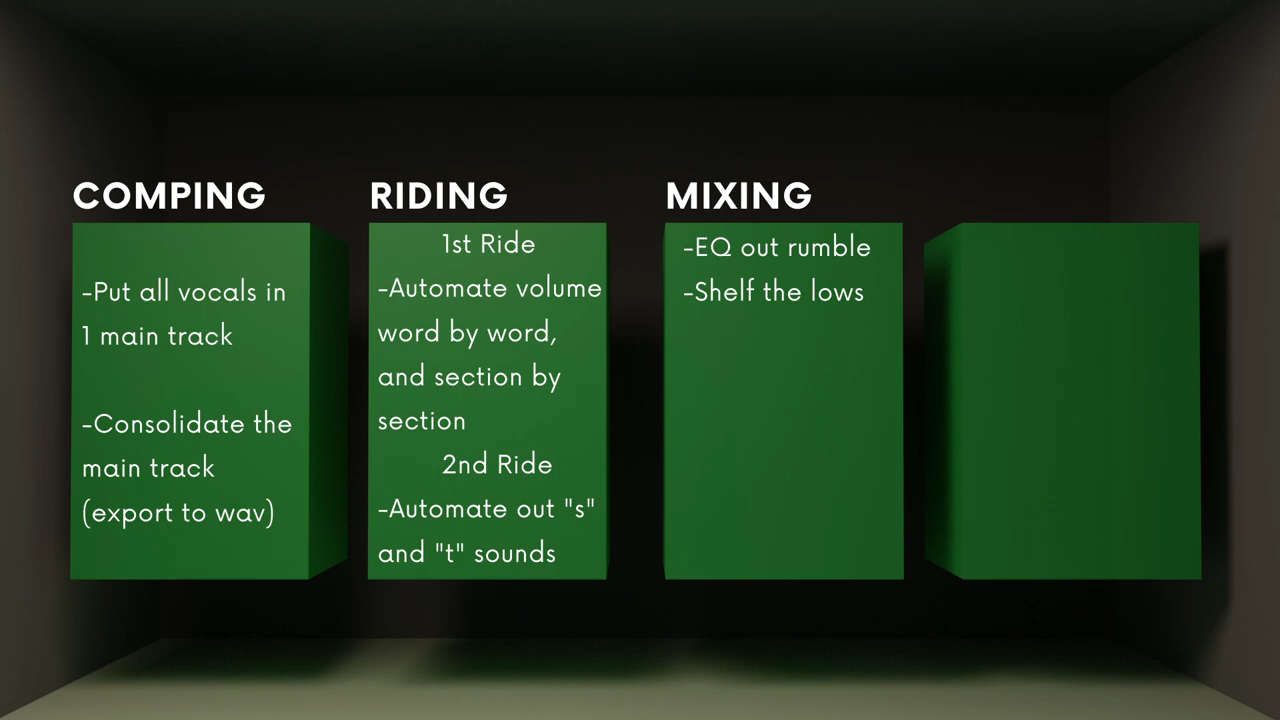 COMPING
-Put all vocals in
1 main track
-Consolidate the
main track
(export to wav)
RIDING
1st Ride
-Automate volume
word by word,
and section by
section
2nd Ride
-Automate out "s"
and "t" sounds
MIXING
-EQ out rumble
-Shelf the lows